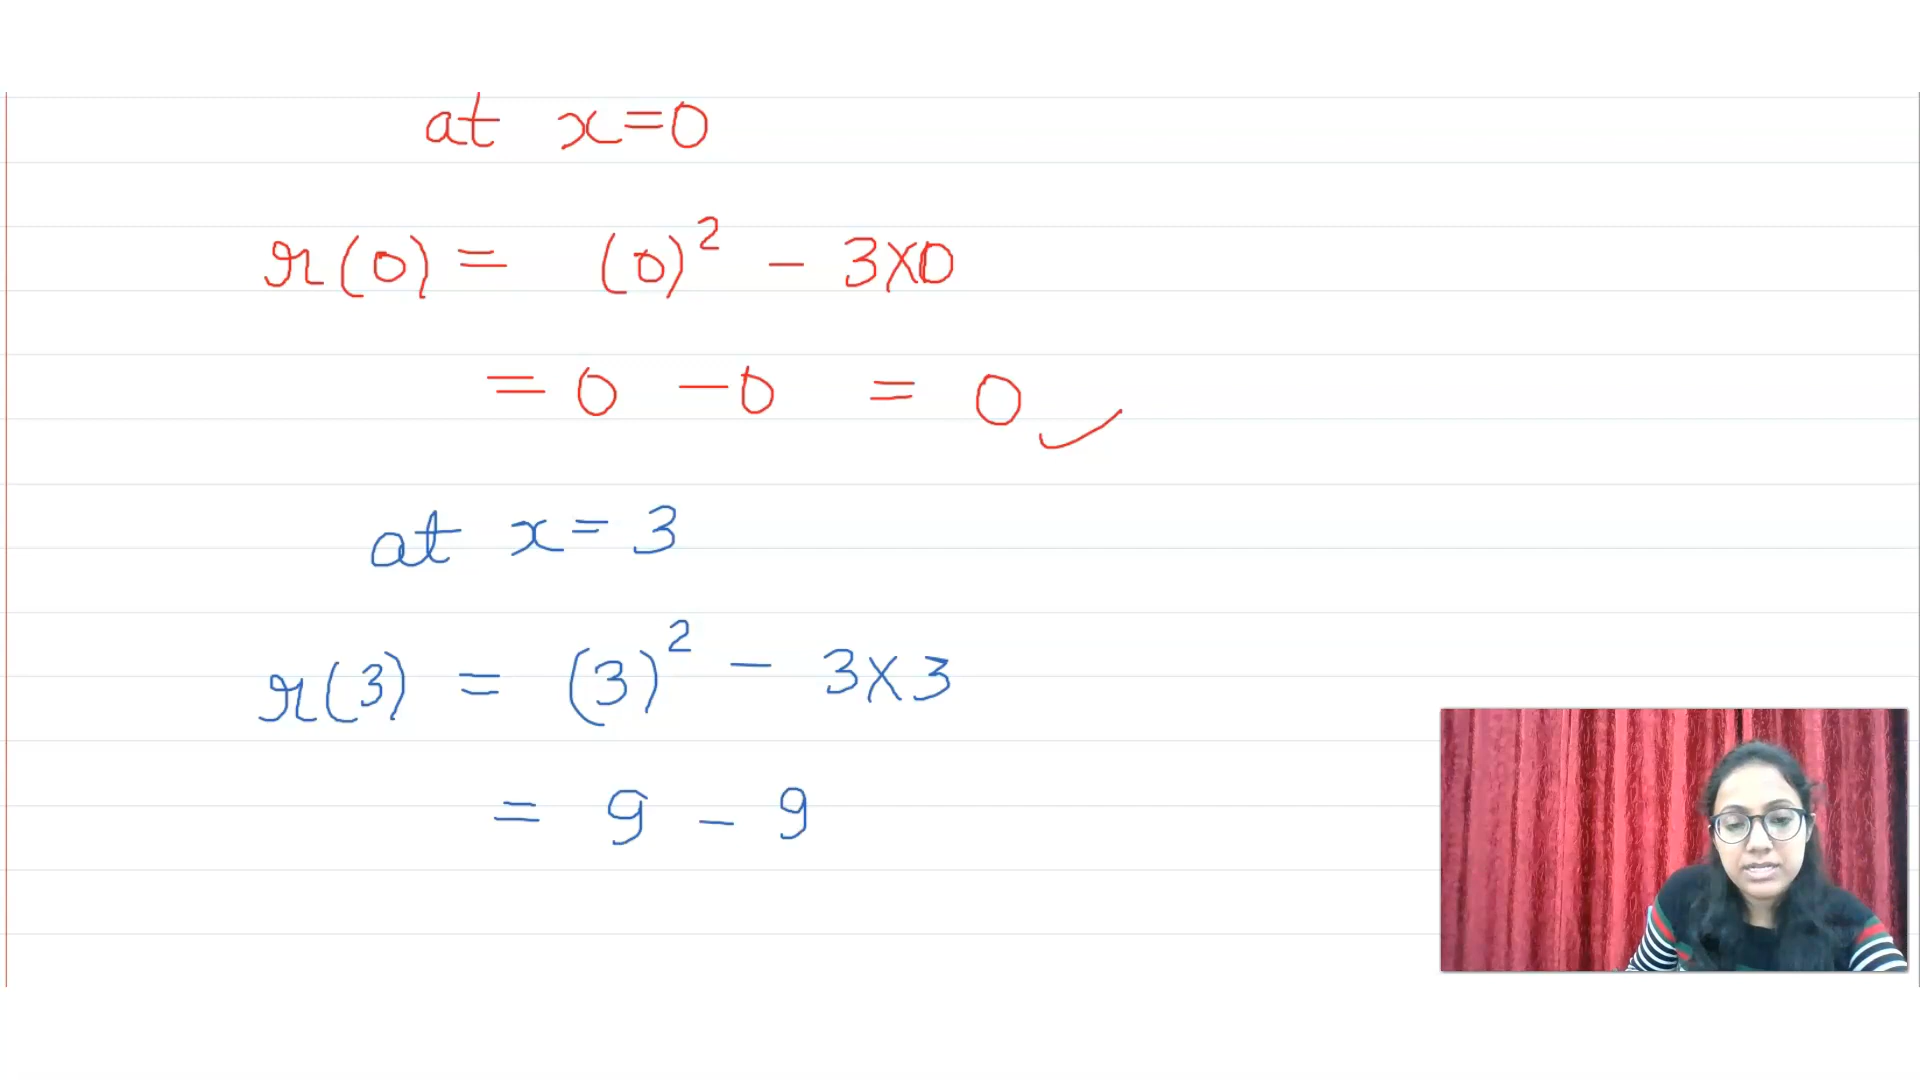 at x=0
r(0) = (0)² - 3×0
= 0 - 0 = 0 ✓
at x = 3
r(3) = (3)² - 3×3
= 9 - 9